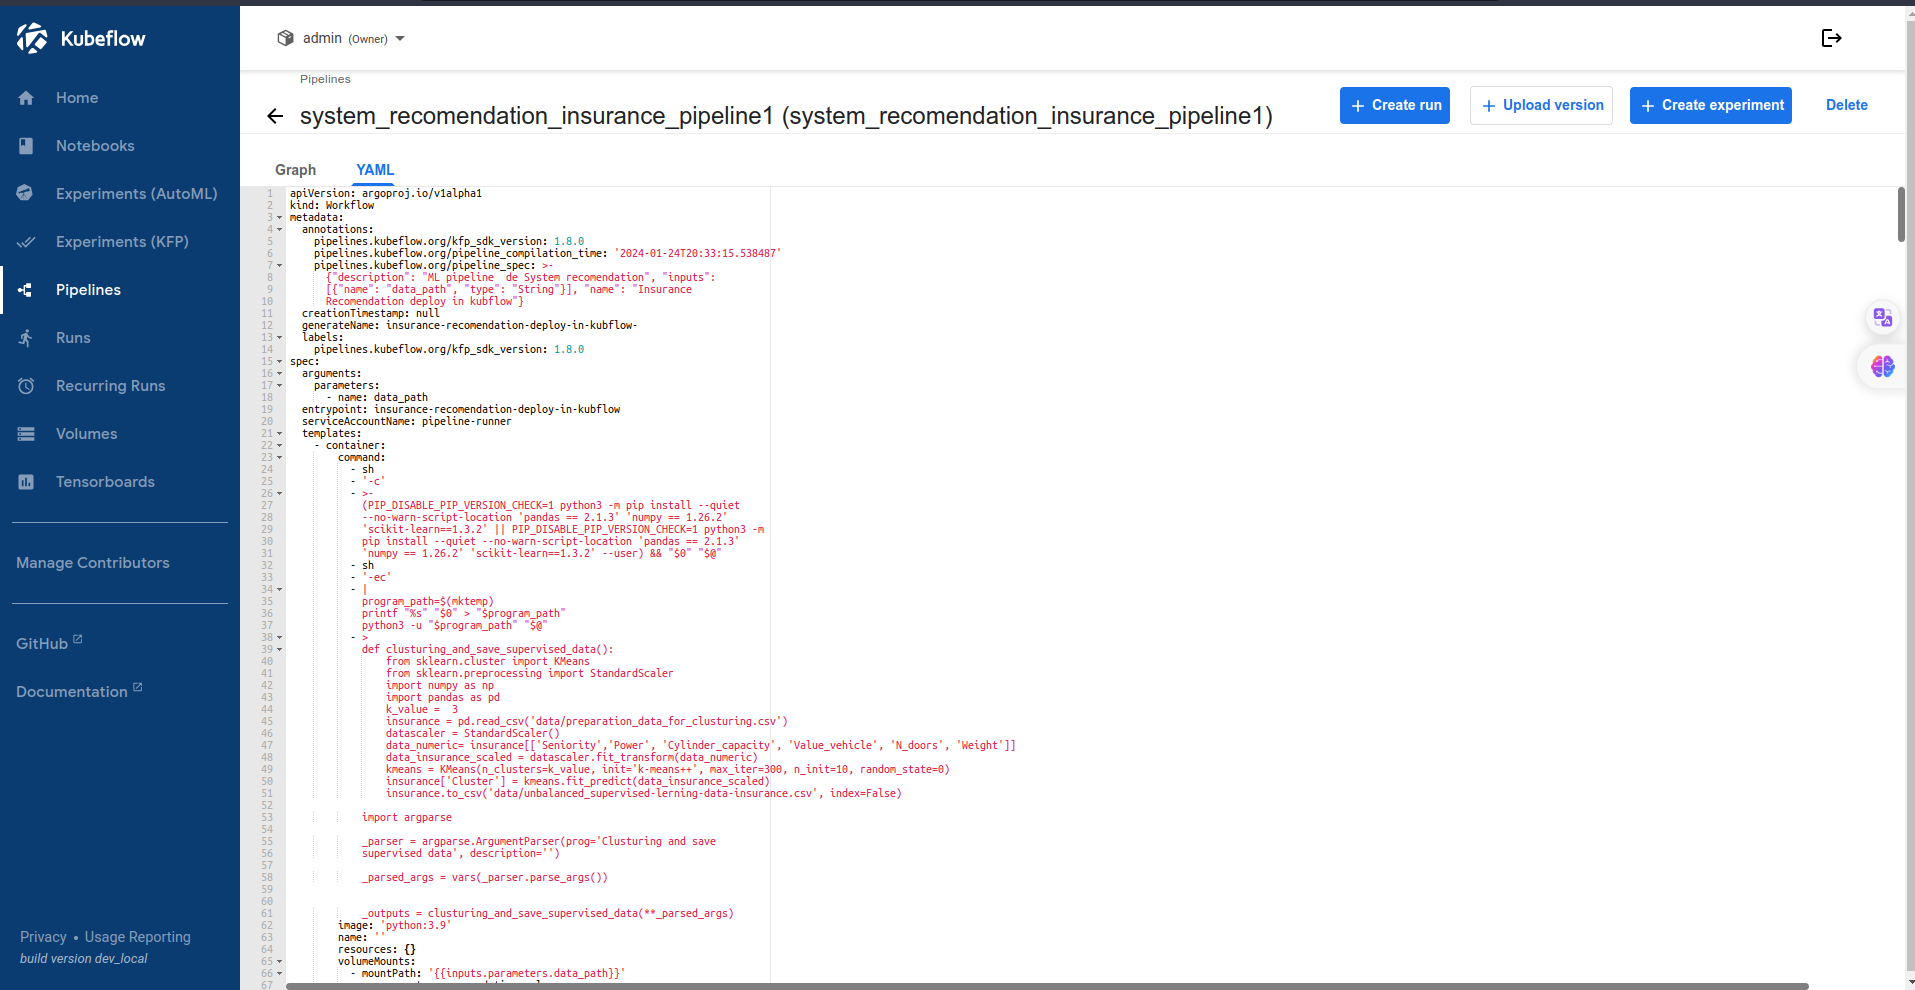 Kubeflow
Home
Notebooks
Experiments (AutoML)
Experiments (KFP)
Pipelines
Runs
Recurring Runs
Volumes
Tensorboards
Manage Contributors
GitHub
Documentation
Privacy • Usage Reporting
build version dev_local
admin (Owner)
Pipelines
system_recomendation_insurance_pipeline1 (system_recomendation_insurance_pipeline1)
+ Create run
+ Upload version
+ Create experiment
Delete
Graph YAML
1 apiVersion: argoproj.io/v1alpha1
2 kind: Workflow
3 metadata:
4 annotations:
5 pipelines.kubeflow.org/kfp_sdk_version: 1.8.0
6 pipelines.kubeflow.org/pipeline_compilation_time: '2024-01-24T20:33:15.538487'
7 pipelines.kubeflow.org/pipeline_spec: >-
8 {"description": "ML pipeline  de System recomendation", "inputs":
9 [{"name": "data_path", "type": "String"}], "name": "Insurance
10 Recomendation deploy in kubflow"}
11 creationTimestamp: null
12 generateName: insurance-recomendation-deploy-in-kubflow-
13 labels:
14 pipelines.kubeflow.org/kfp_sdk_version: 1.8.0
15 spec:
16 arguments:
17 parameters:
18 - name: data_path
19 entrypoint: insurance-recomendation-deploy-in-kubflow
20 serviceAccountName: pipeline-runner
21 templates:
22 - container:
23 command:
24 - sh
25 - '-c'
26 - >-
27 (PIP_DISABLE_PIP_VERSION_CHECK=1 python3 -m pip install --quiet
28 --no-warn-script-location 'pandas == 2.1.3' 'numpy == 1.26.2'
29 'scikit-learn==1.3.2' || PIP_DISABLE_PIP_VERSION_CHECK=1 python3 -m
30 pip install --quiet --no-warn-script-location 'pandas == 2.1.3'
31 'numpy == 1.26.2' 'scikit-learn==1.3.2' --user) && "$0" "$@"
32 - sh
33 - '-ec'
34 - |
35 program_path=$(mktemp)
36 printf "%s" "$0" > "$program_path"
37 python3 -u "$program_path" "$@"
38 - >
39 def clusturing_and_save_supervised_data():
40 from sklearn.cluster import KMeans
41 from sklearn.preprocessing import StandardScaler
42 import numpy as np
43 import pandas as pd
44 k_value =  3
45 insurance = pd.read_csv('data/preparation_data_for_clusturing.csv')
46 datascaler = StandardScaler()
47 data_numeric= insurance[['Seniority','Power', 'Cylinder_capacity', 'Value_vehicle', 'N_doors', 'Weight']]
48 data_insurance_scaled = datascaler.fit_transform(data_numeric)
49 kmeans = KMeans(n_clusters=k_value, init='k-means++', max_iter=300, n_init=10, random_state=0)
50 insurance['Cluster'] = kmeans.fit_predict(data_insurance_scaled)
51 insurance.to_csv('data/unbalanced_supervised-lerning-data-insurance.csv', index=False)
52
53 import argparse
54
55 _parser = argparse.ArgumentParser(prog='Clusturing and save
56 supervised data', description='')
57
58 _parsed_args = vars(_parser.parse_args())
59
60
61 _outputs = clusturing_and_save_supervised_data(**_parsed_args)
62 image: 'python:3.9'
63 name: ''
64 resources: {}
65 volumeMounts:
66 - mountPath: '{{inputs.parameters.data_path}}'
67